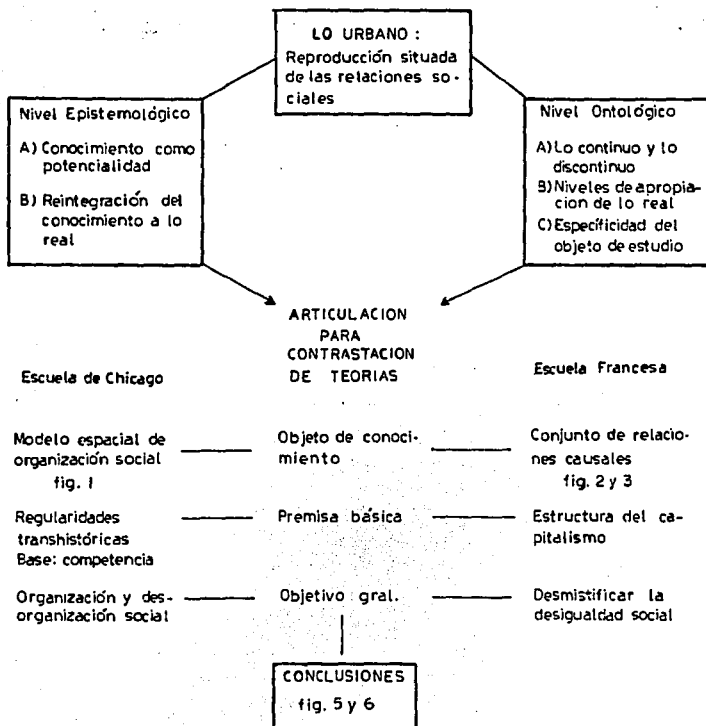 LO URBANO :
Reproducción situada
de las relaciones so-
ciales
Nivel Epistemológico
A) Conocimiento como
potencialidad
B) Reintegración del
conocimiento a lo
real
Nivel Ontológico
A) Lo continuo y lo
discontinuo
B) Niveles de apropia-
cion de lo real
C) Específicidad del
objeto de estudio
ARTICULACION
PARA
CONTRASTACION
DE TEORIAS
Escuela de Chicago
Escuela Francesa
Modelo espacial de
organización social
fig. 1
Objeto de conoci-
miento
Conjunto de relacio-
nes causales
fig. 2 y 3
Regularidades
transhistóricas
Base: competencia
Premisa básica
Estructura del ca-
pitalismo
Organización y des-
organización social
Objetivo gral.
Desmistificar la
desigualdad social
CONCLUSIONES
fig. 5 y 6